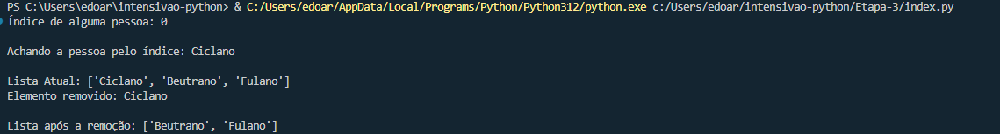 PS C:\Users\edoar\intensivao-python> & C:/Users/edoar/AppData/Local/Programs/Python/Python312/python.exe c:/Users/edoar/intensivao-python/Etapa-3/index.py
Índice de alguma pessoa: 0
Achando a pessoa pelo índice: Ciclano
Lista Atual: ['Ciclano', 'Beutrano', 'Fulano']
Elemento removido: Ciclano
Lista após a remoção: ['Beutrano', 'Fulano']